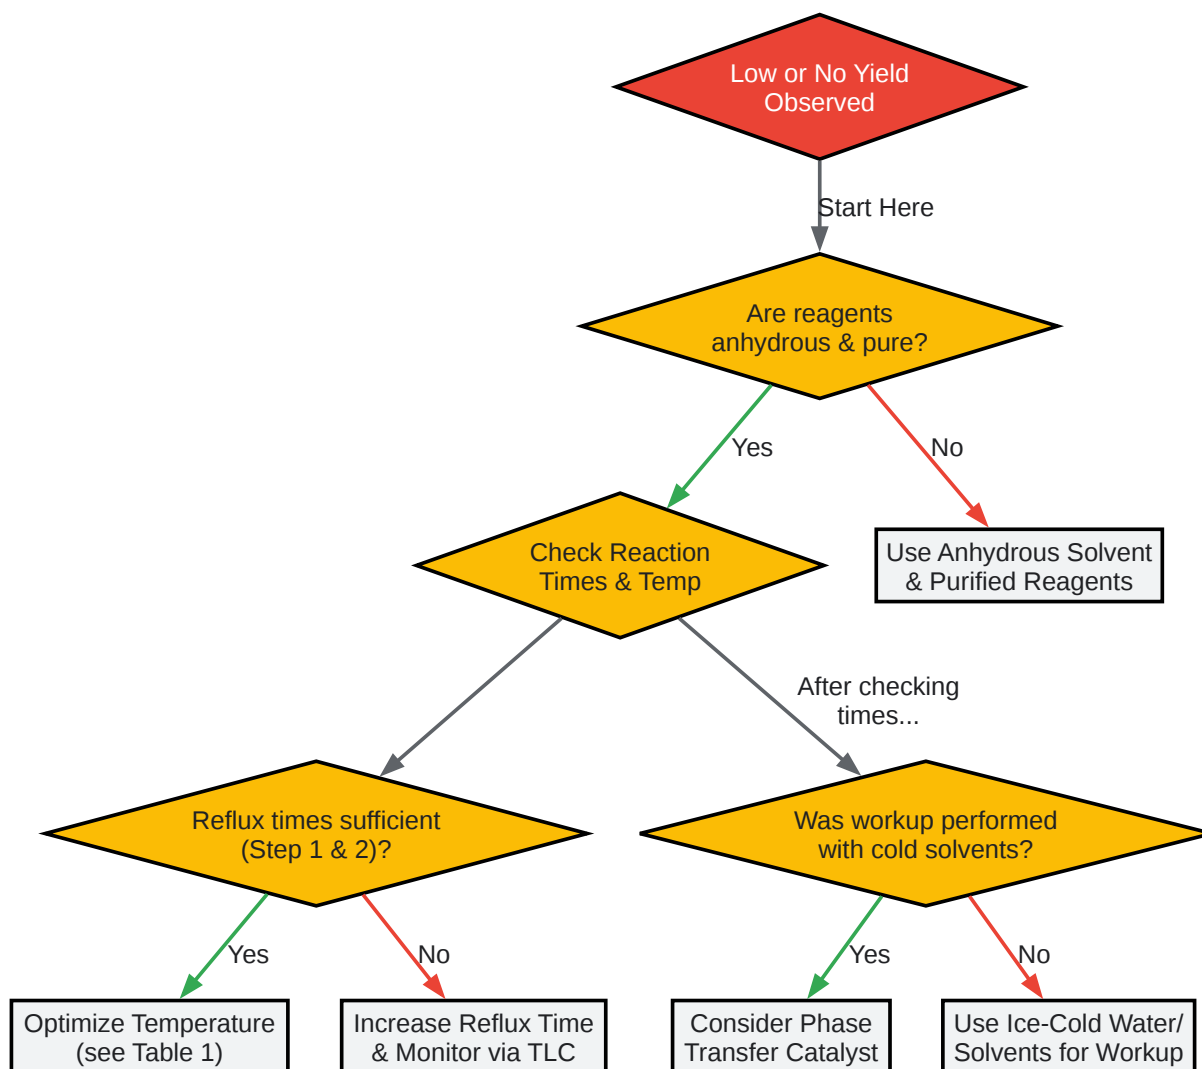 Low or No Yield
Observed
Start Here
Are reagents
anhydrous & pure?
Yes
No
Check Reaction
Times & Temp
Use Anhydrous Solvent
& Purified Reagents
After checking
times...
Reflux times sufficient
(Step 1 & 2)?
Was workup performed
with cold solvents?
Yes
No
Yes
No
Optimize Temperature
(see Table 1)
Increase Reflux Time
& Monitor via TLC
Consider Phase
Transfer Catalyst
Use Ice-Cold Water/
Solvents for Workup